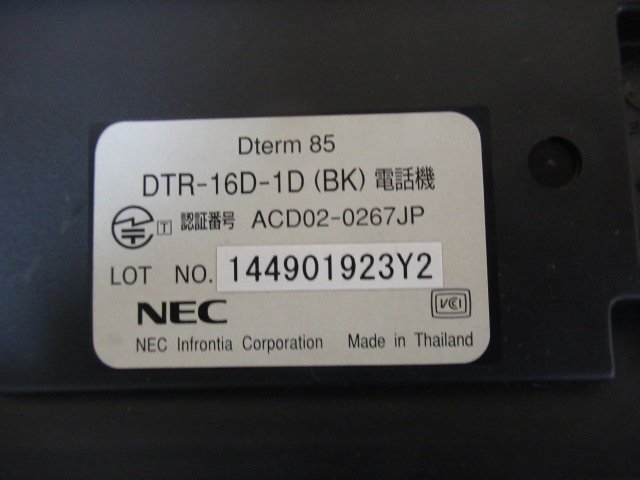 Dterm 85
DTR-16D-1D (BK) 電話機
T 認証番号 ACD02-0267JP
LOT NO. 144901923Y2
NEC
VCI
NEC Infrontia Corporation Made in Thailand